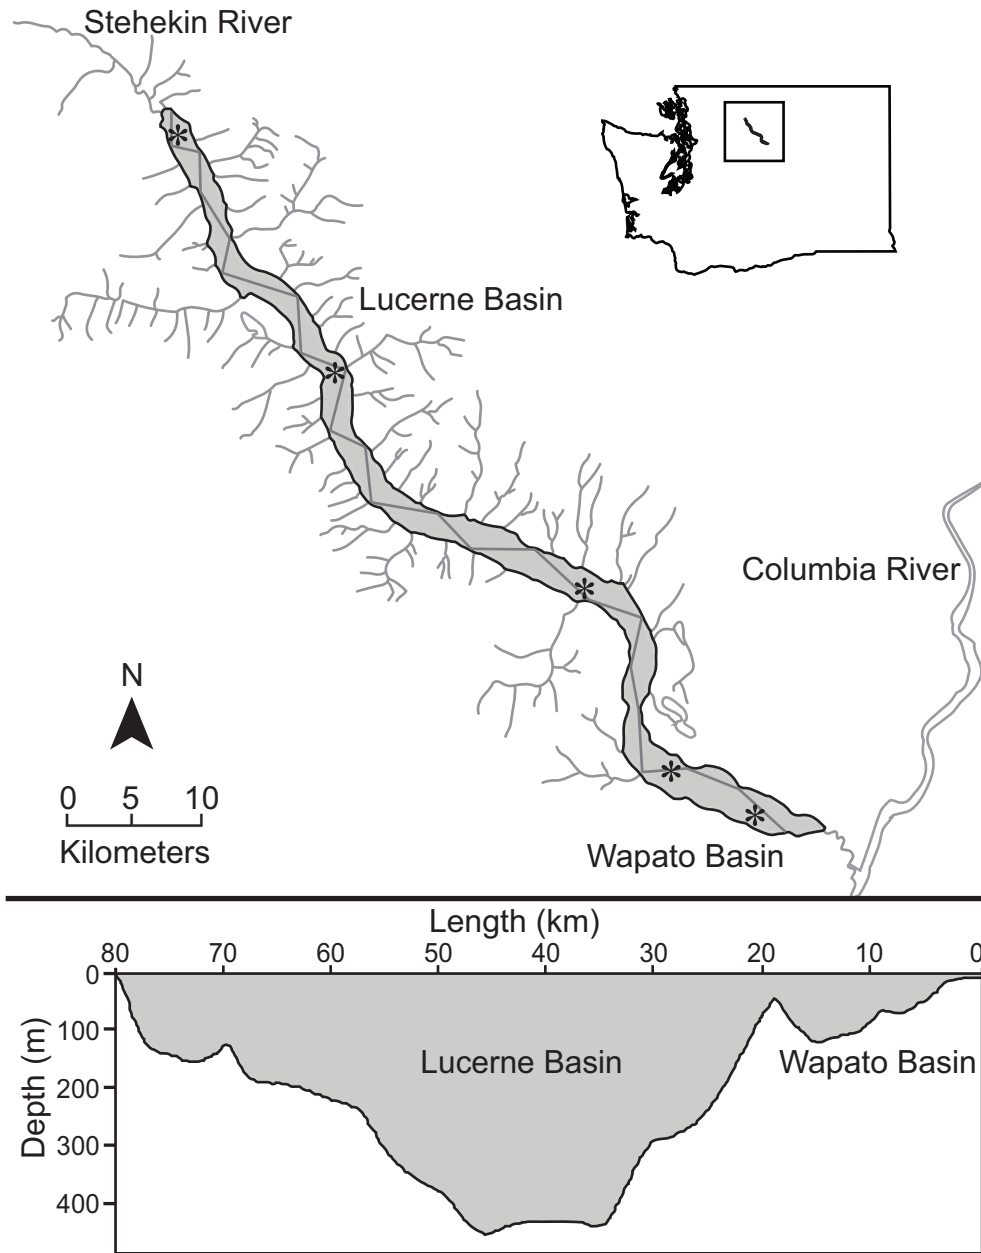 Stehekin River
Lucerne Basin
Columbia River
N
0 5 10
Kilometers
Wapato Basin
Length (km)
80 70 60 50 40 30 20 10 0
Depth (m)
0
100
200
300
400
Lucerne Basin
Wapato Basin